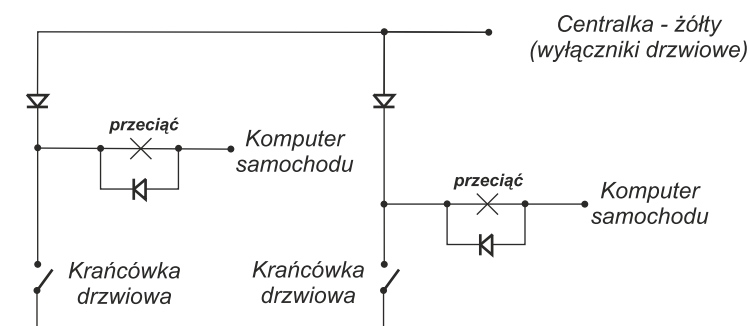 Centralka - żółty
(wyłączniki drzwiowe)
przeciąć
Komputer
samochodu
przeciąć
Komputer
samochodu
Krańcówka
drzwiowa
Krańcówka
drzwiowa